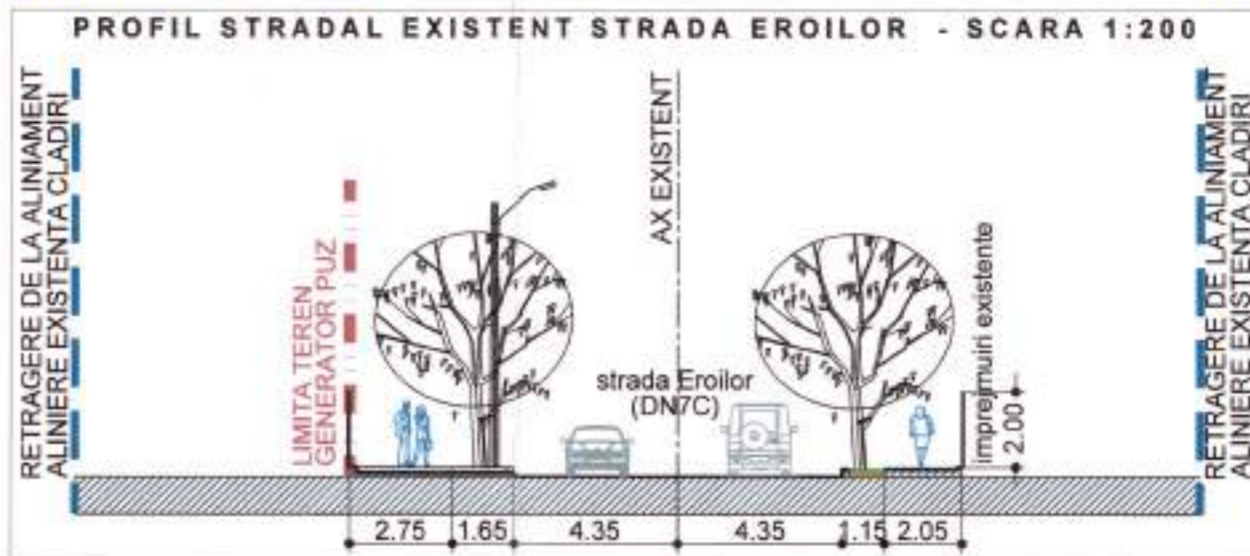 PROFIL STRADAL EXISTENT STRADA EROILOR - SCARA 1:200
RETRAGERE DE LA ALINIAMENT
ALINIERE EXISTENTA CLADIRI
LIMITA TEREN
GENERATOR PUZ
AX EXISTENT
strada Eroilor
(DN7C)
imprejmuiri existente
2.00
RETRAGERE DE LA ALINIAMENT
ALINIERE EXISTENTA CLADIRI
2.75 1.65 4.35 4.35 1.15 2.05